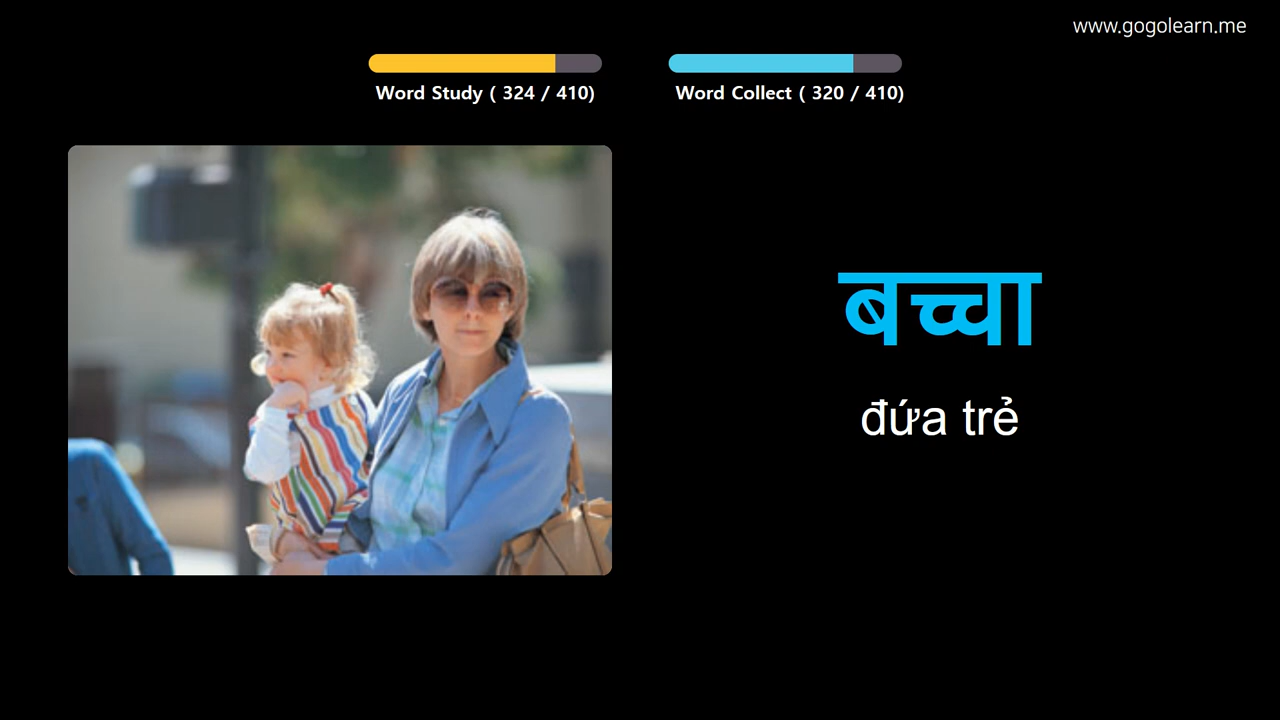 www.gogolearn.me
Word Study ( 324 / 410)
Word Collect ( 320 / 410)
बच्चा
đứa trẻ